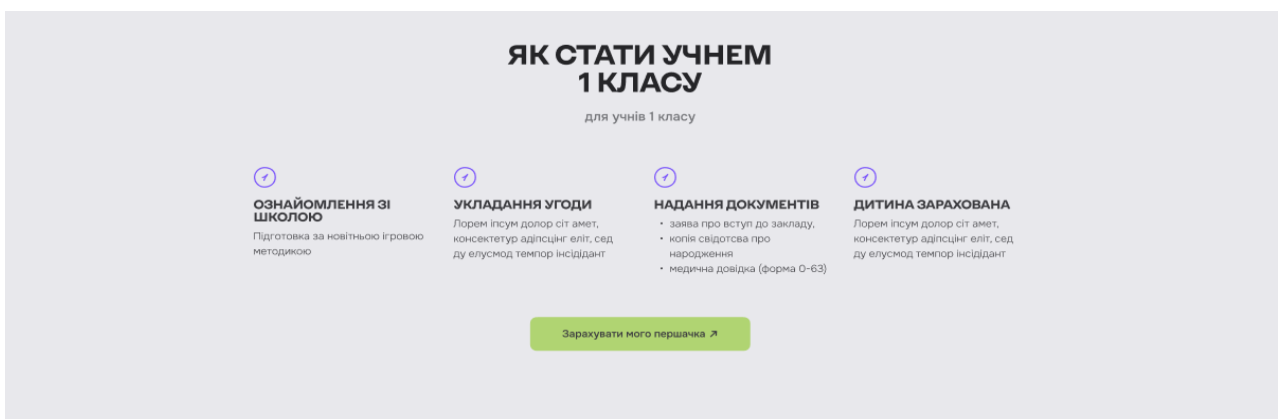 ЯК СТАТИ УЧНЕМ
1 КЛАСУ
для учнів 1 класу
ОЗНАЙОМЛЕННЯ ЗІ
ШКОЛОЮ
Підготовка за новітньою ігровою
методикою
УКЛАДАННЯ УГОДИ
Лорем іпсум долор сіт амет,
консектетур адіпсцінг еліт, сед
ду елусмод темпор інсідідант
НАДАННЯ ДОКУМЕНТІВ
• заява про вступ до закладу,
• копія свідотсва про
народження
• медична довідка (форма 0-63)
ДИТИНА ЗАРАХОВАНА
Лорем іпсум долор сіт амет,
консектетур адіпсцінг еліт, сед
ду елусмод темпор інсідідант
Зарахувати мого першачка ↗